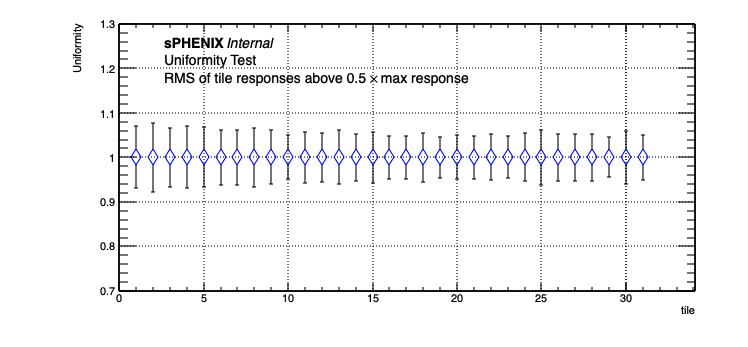 1.3
Uniformity
sPHENIX Internal
Uniformity Test
RMS of tile responses above 0.5 × max response
1.2
1.1
1
0.9
0.8
0.7
0 5 10 15 20 25 30
tile